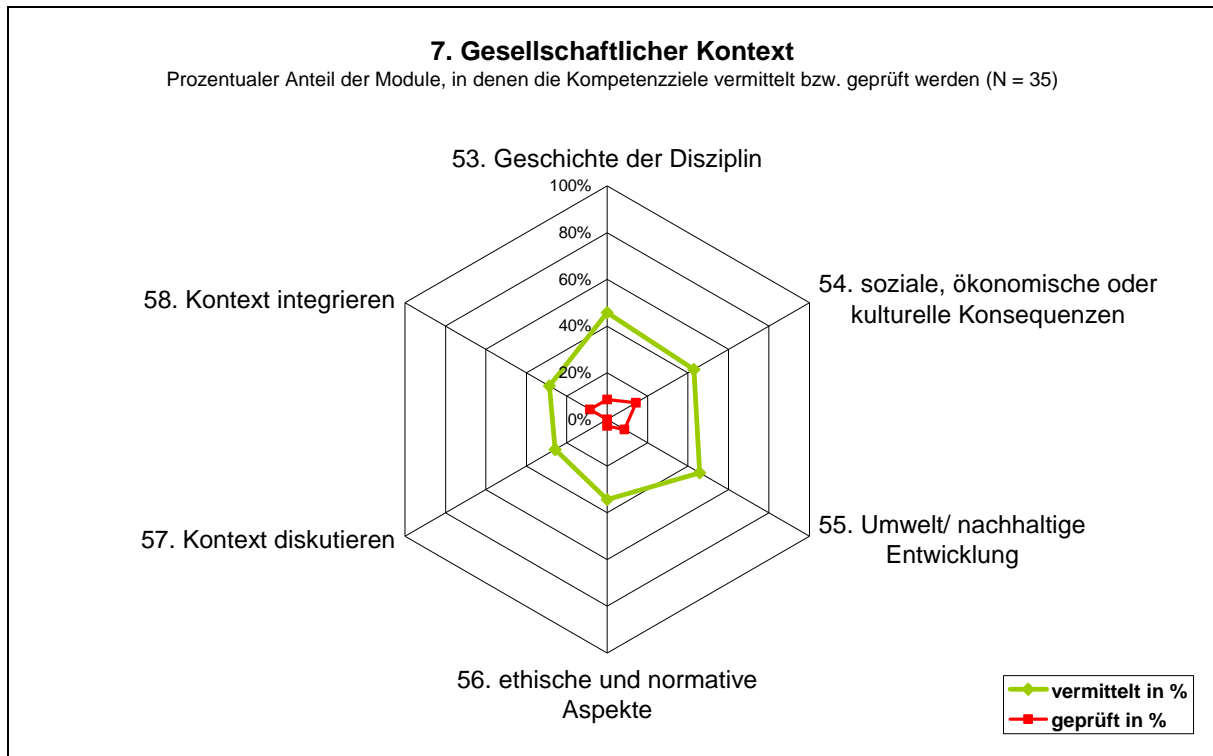 7. Gesellschaftlicher Kontext
Prozentualer Anteil der Module, in denen die Kompetenzziele vermittelt bzw. geprüft werden (N = 35)
53. Geschichte der Disziplin
100%
80%
60%
40%
20%
0%
54. soziale, ökonomische oder
kulturelle Konsequenzen
55. Umwelt/ nachhaltige
Entwicklung
56. ethische und normative
Aspekte
57. Kontext diskutieren
58. Kontext integrieren
vermittelt in %
geprüft in %